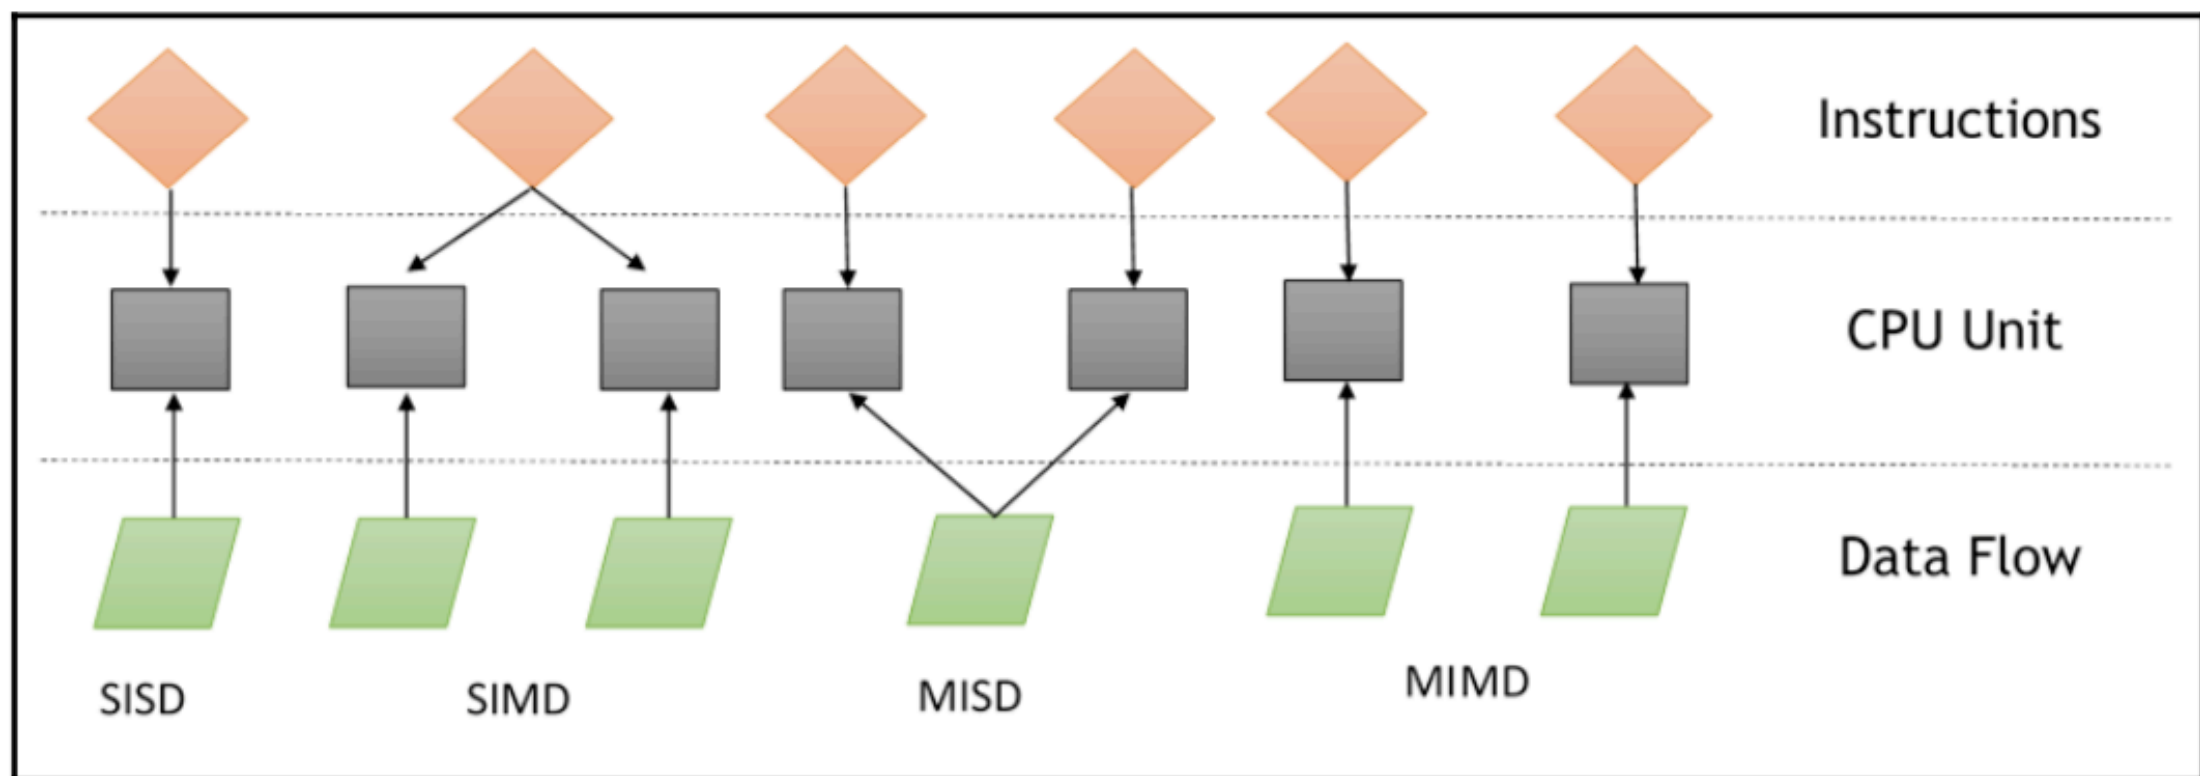 Instructions
CPU Unit
Data Flow
SISD
SIMD
MISD
MIMD